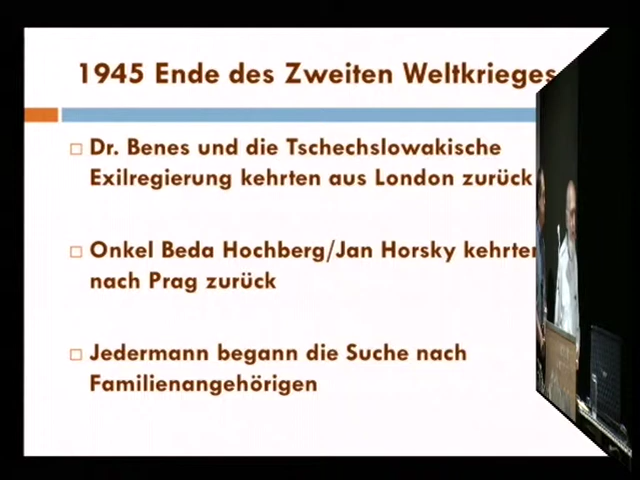 1945 Ende des Zweiten Weltkrieges
Dr. Benes und die Tschechslowakische
Exilregierung kehrten aus London zurück
Onkel Beda Hochberg/Jan Horsky kehrten
nach Prag zurück
Jedermann begann die Suche nach
Familienangehörigen